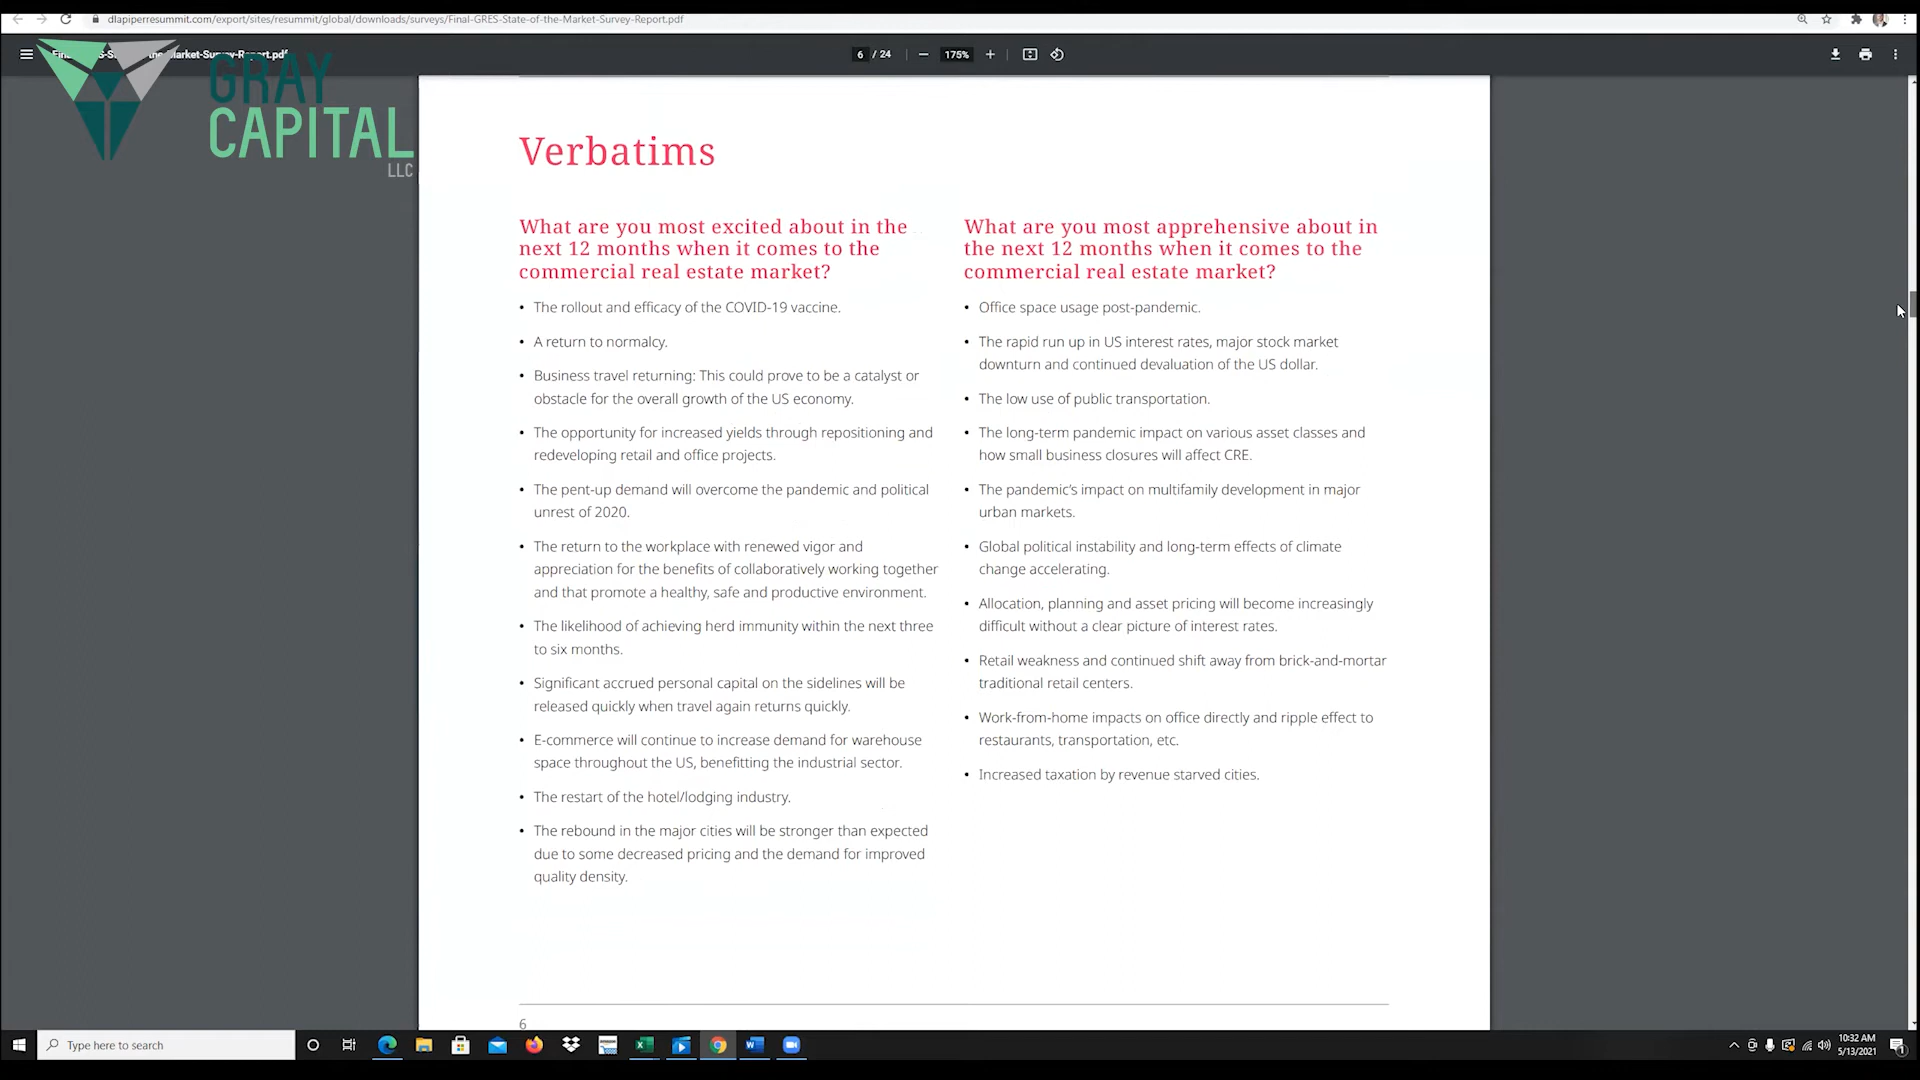 dlapiperresummit.com/export/sites/resummit/global/downloads/surveys/Final-GRES-State-of-the-Market-Survey-Report.pdf
6 / 24
175%
GRAY
CAPITAL
LLC
Verbatims
What are you most excited about in the
next 12 months when it comes to the
commercial real estate market?
• The rollout and efficacy of the COVID-19 vaccine.
• A return to normalcy.
• Business travel returning: This could prove to be a catalyst or
obstacle for the overall growth of the US economy.
• The opportunity for increased yields through repositioning and
redeveloping retail and office projects.
• The pent-up demand will overcome the pandemic and political
unrest of 2020.
• The return to the workplace with renewed vigor and
appreciation for the benefits of collaboratively working together
and that promote a healthy, safe and productive environment.
• The likelihood of achieving herd immunity within the next three
to six months.
• Significant accrued personal capital on the sidelines will be
released quickly when travel again returns quickly.
• E-commerce will continue to increase demand for warehouse
space throughout the US, benefitting the industrial sector.
• The restart of the hotel/lodging industry.
• The rebound in the major cities will be stronger than expected
due to some decreased pricing and the demand for improved
quality density.
What are you most apprehensive about in
the next 12 months when it comes to the
commercial real estate market?
• Office space usage post-pandemic.
• The rapid run up in US interest rates, major stock market
downturn and continued devaluation of the US dollar.
• The low use of public transportation.
• The long-term pandemic impact on various asset classes and
how small business closures will affect CRE.
• The pandemic's impact on multifamily development in major
urban markets.
• Global political instability and long-term effects of climate
change accelerating.
• Allocation, planning and asset pricing will become increasingly
difficult without a clear picture of interest rates.
• Retail weakness and continued shift away from brick-and-mortar
traditional retail centers.
• Work-from-home impacts on office directly and ripple effect to
restaurants, transportation, etc.
• Increased taxation by revenue starved cities.
6
Type here to search
10:32 AM
5/13/2021